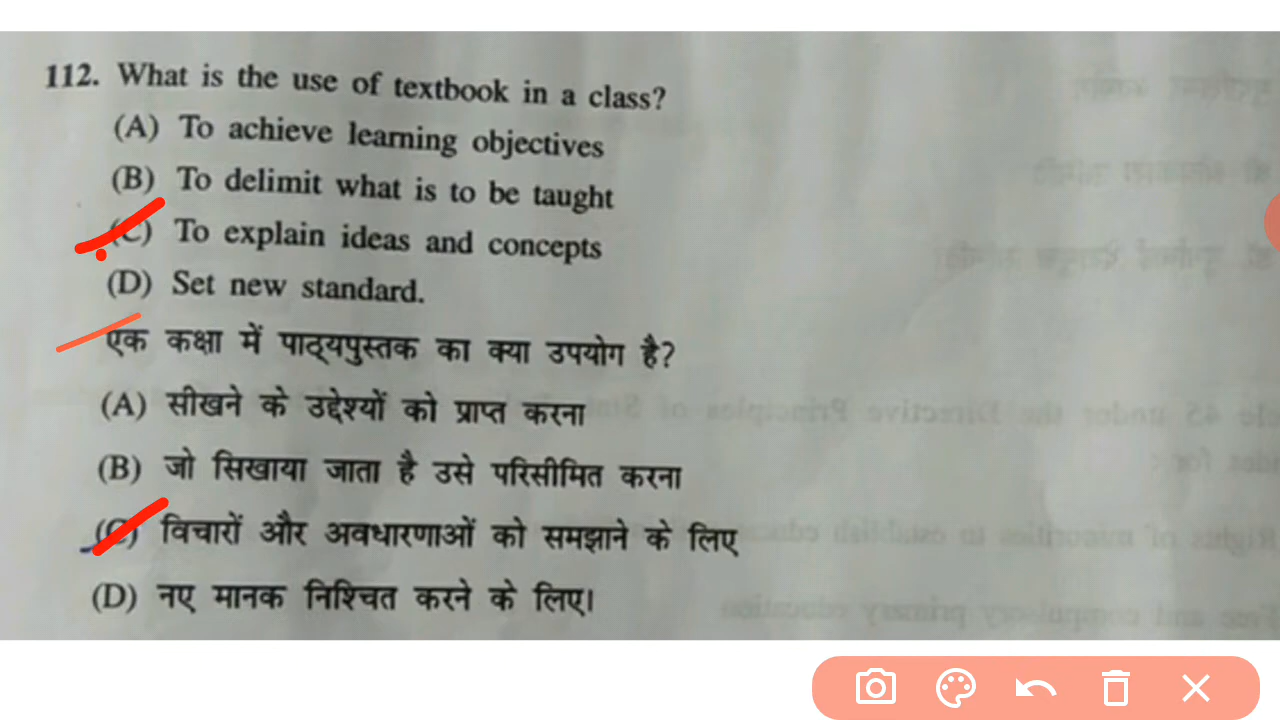 112. What is the use of textbook in a class?
(A) To achieve learning objectives
(B) To delimit what is to be taught
(C) To explain ideas and concepts
(D) Set new standard.
एक कक्षा में पाठ्यपुस्तक का क्या उपयोग है?
(A) सीखने के उद्देश्यों को प्राप्त करना
(B) जो सिखाया जाता है उसे परिसीमित करना
(C) विचारों और अवधारणाओं को समझाने के लिए
(D) नए मानक निश्चित करने के लिए।